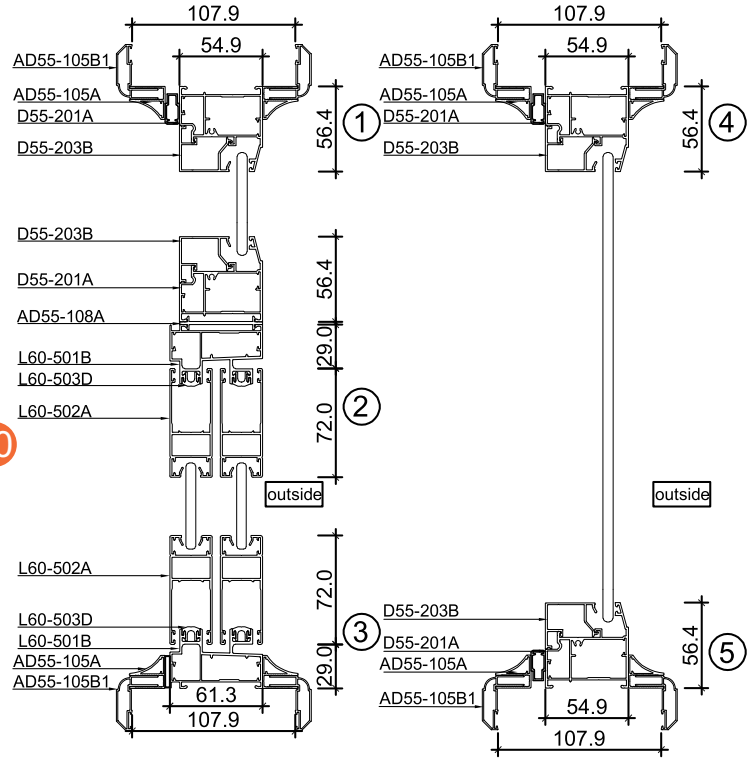 107.9
54.9
AD55-105B1
AD55-105A
D55-201A
D55-203B
56.4
1
D55-203B
D55-201A
AD55-108A
L60-501B
L60-503D
L60-502A
56.4
29.0
72.0
2
outside
L60-502A
L60-503D
L60-501B
AD55-105A
AD55-105B1
72.0
29.0
3
61.3
107.9
107.9
54.9
AD55-105B1
AD55-105A
D55-201A
D55-203B
56.4
4
outside
D55-203B
D55-201A
AD55-105A
AD55-105B1
56.4
5
54.9
107.9